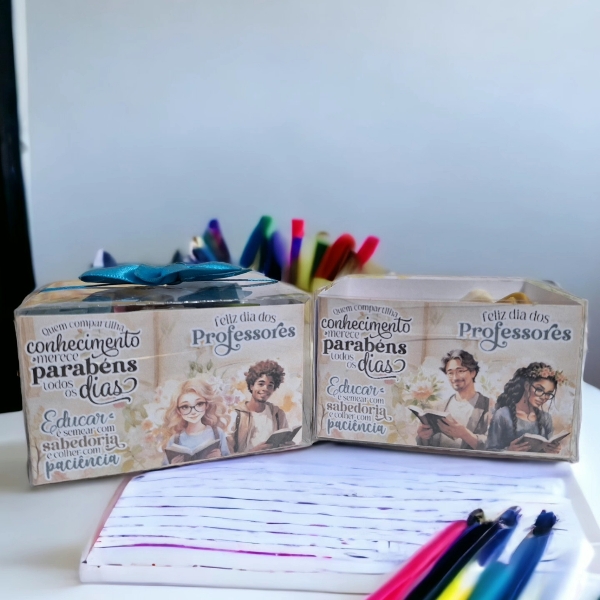 Quem compartilha
conhecimento
merece
parabéns
todos
os dias
Educar
é semear com
sabedoria
e colher com
paciência
feliz dia dos
Professores
Quem compartilha
conhecimento
merece
parabéns
todos
os dias
Educar
é semear com
sabedoria
e colher com
paciência
feliz dia dos
Professores